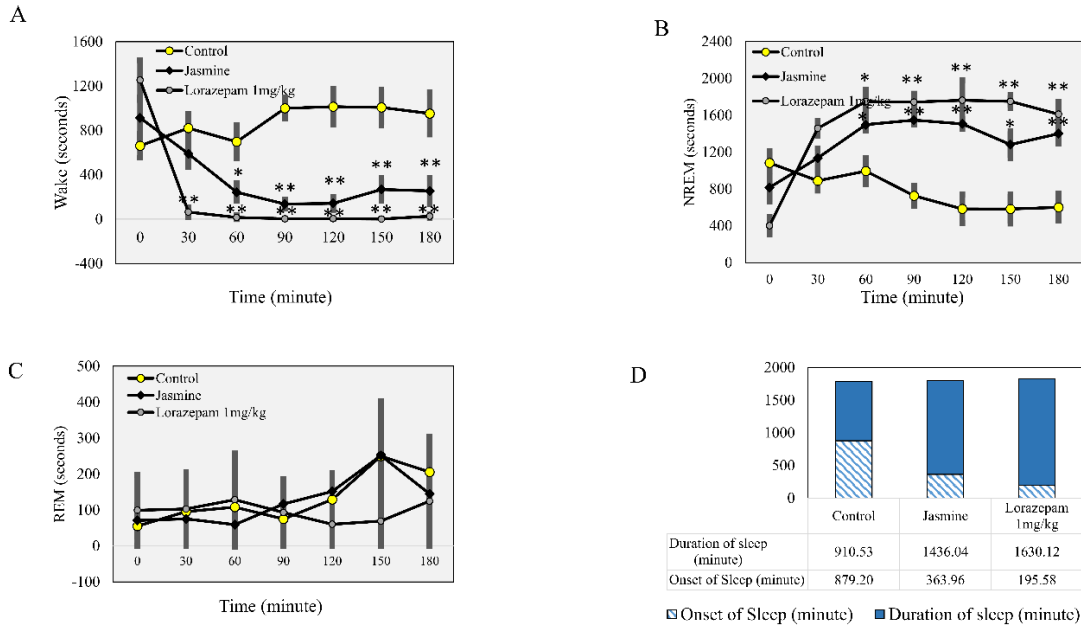 A
1600
1200
800
400
0
-400
Wake (seconds)
Control
Jasmine
Lorazepam 1mg/kg
** * ** ** ** **
** ** ** ** ** **
0 30 60 90 120 150 180
Time (minute)
B
2400
2000
1600
1200
800
400
0
NREM (seconds)
Control
Jasmine
Lorazepam 1mg/kg
* ** ** ** **
* ** ** * **
0 30 60 90 120 150 180
Time (minute)
C
500
400
300
200
100
0
-100
REM (seconds)
Control
Jasmine
Lorazepam 1mg/kg
0 30 60 90 120 150 180
Time (minute)
D
2000
1500
1000
500
0
Control Jasmine Lorazepam
1mg/kg
Duration of sleep
(minute) 910.53 1436.04 1630.12
Onset of Sleep (minute) 879.20 363.96 195.58
Onset of Sleep (minute) Duration of sleep (minute)